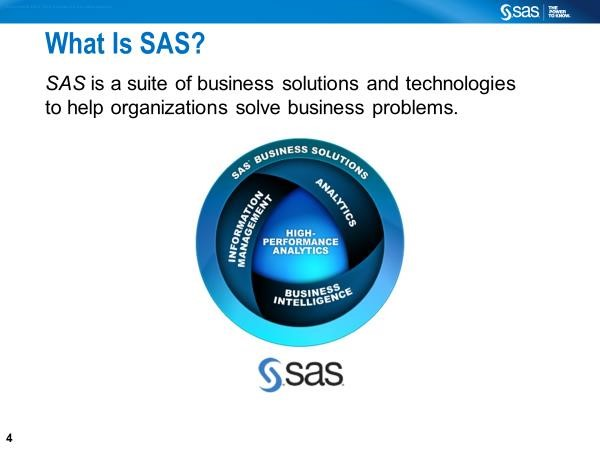 sas THE
POWER
TO KNOW.
What Is SAS?
SAS is a suite of business solutions and technologies
to help organizations solve business problems.
SAS® BUSINESS SOLUTIONS
INFORMATION
MANAGEMENT
ANALYTICS
HIGH-
PERFORMANCE
ANALYTICS
BUSINESS
INTELLIGENCE
sas
4